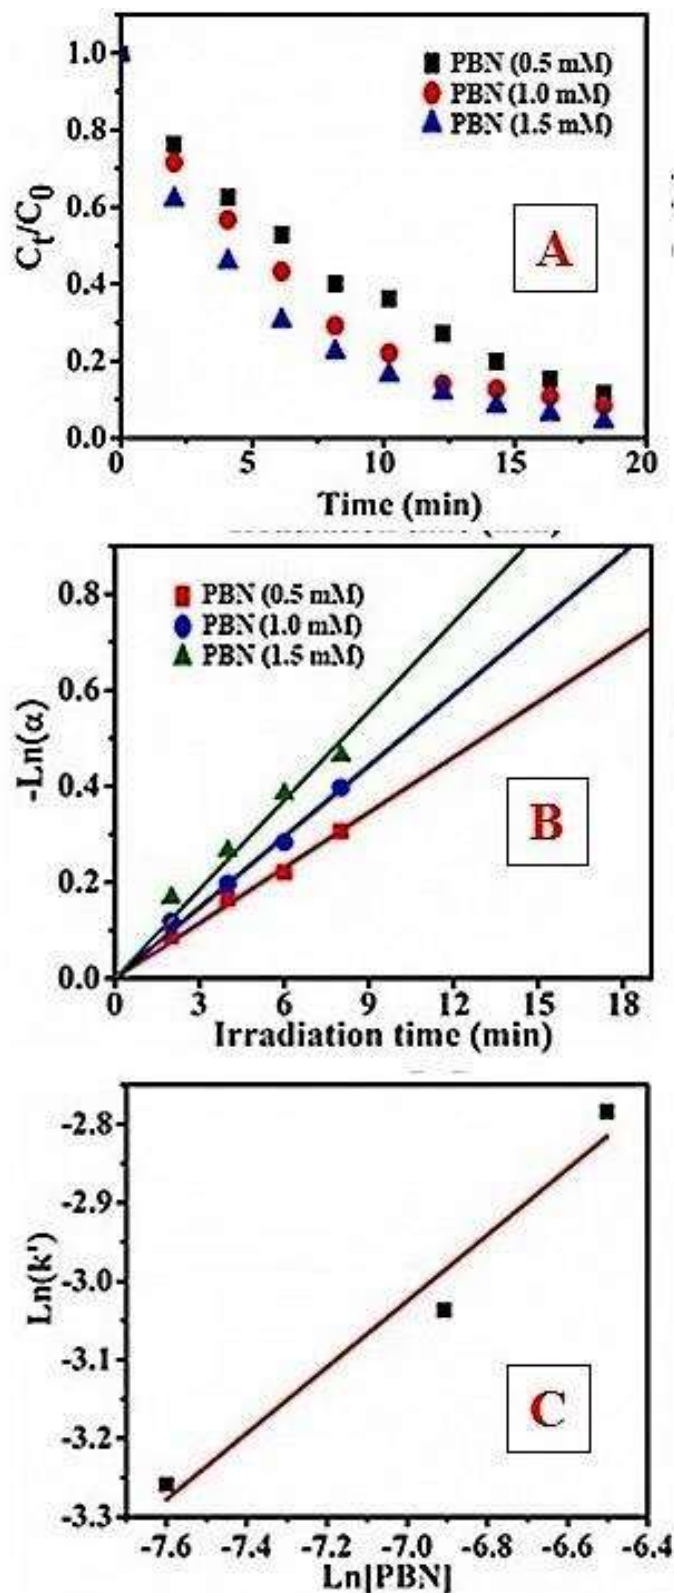 1.0
PBN (0.5 mM)
PBN (1.0 mM)
0.8
PBN (1.5 mM)
0.6
Ct/C0
A
0.4
0.2
0.0
0 5 10 15 20
Time (min)
0.8
PBN (0.5 mM)
PBN (1.0 mM)
PBN (1.5 mM)
0.6
-Ln(α)
0.4
B
0.2
0.0
0 3 6 9 12 15 18
Irradiation time (min)
-2.8
-2.9
-3.0
Ln(k')
-3.1
C
-3.2
-3.3
-7.6 -7.4 -7.2 -7.0 -6.8 -6.6 -6.4
Ln[PBN]